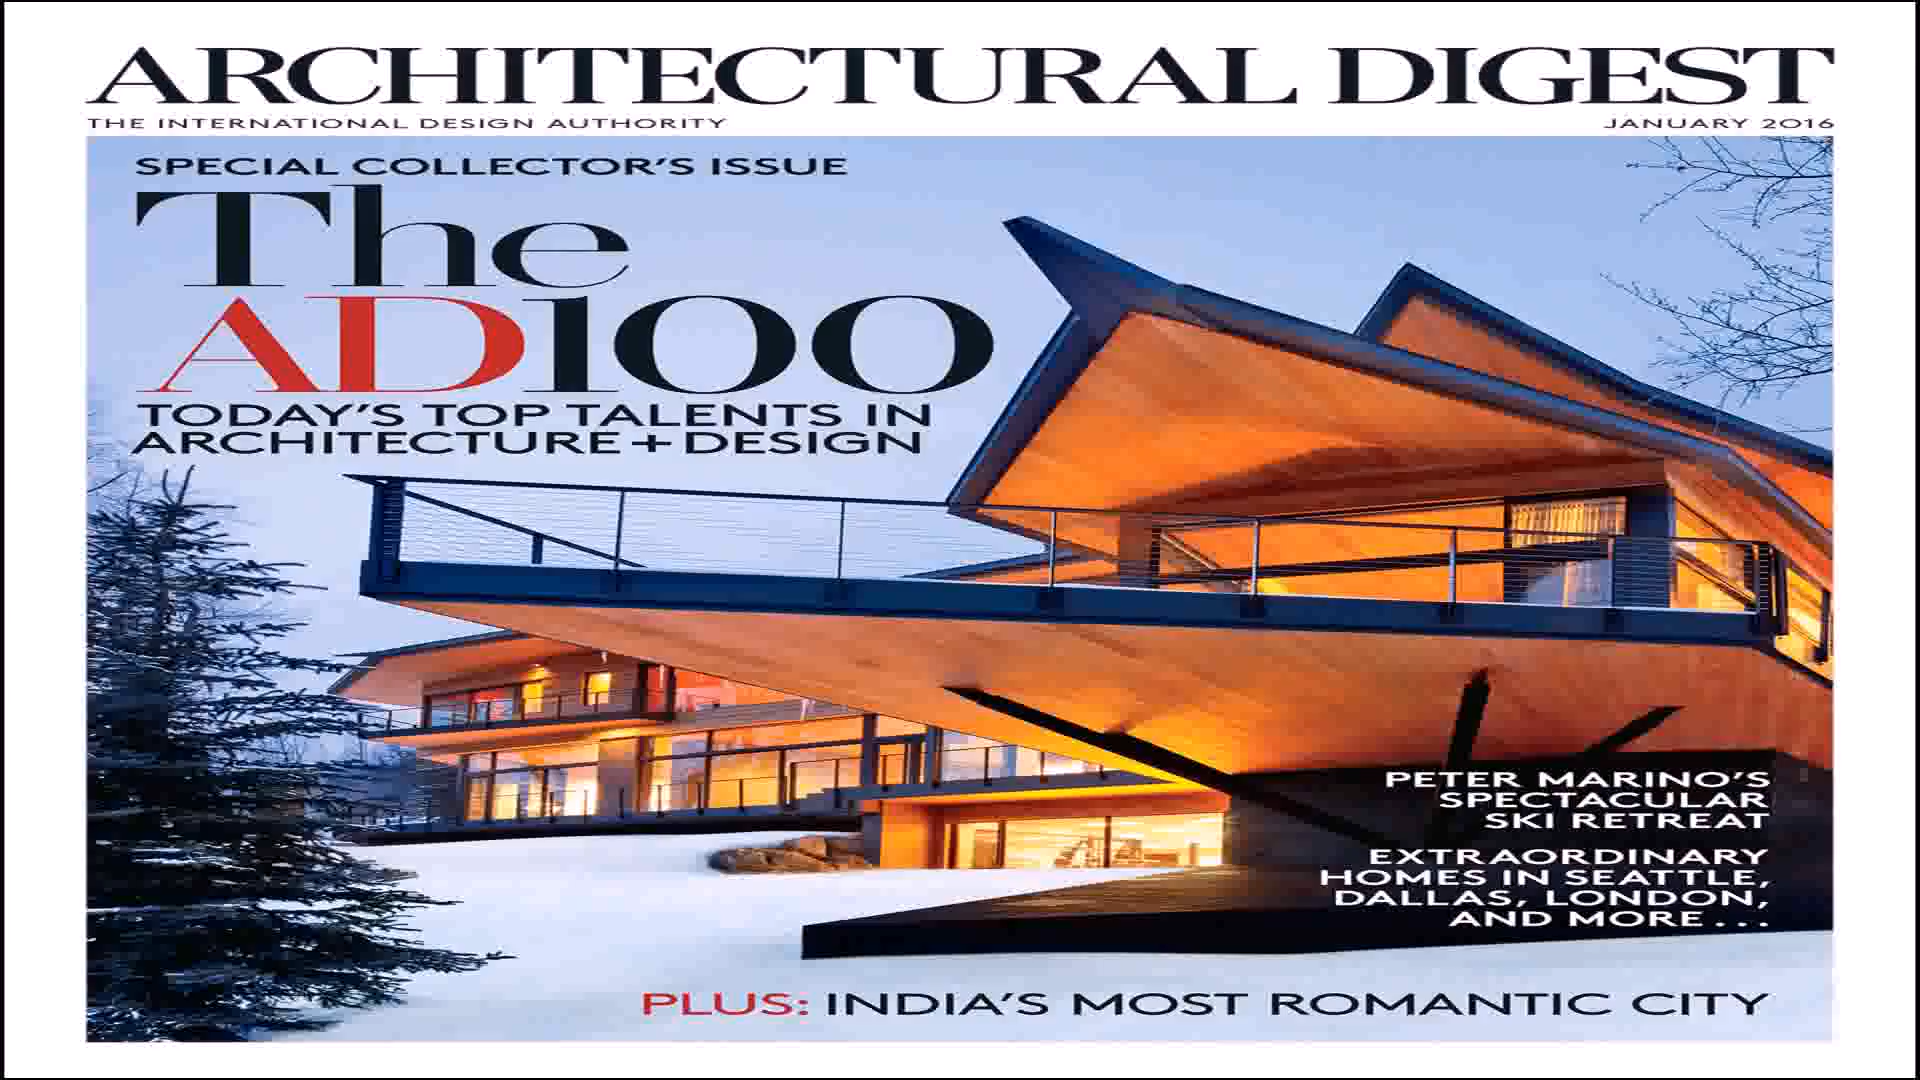 ARCHITECTURAL DIGEST
THE INTERNATIONAL DESIGN AUTHORITY
JANUARY 2016
SPECIAL COLLECTOR'S ISSUE
The
AD100
TODAY'S TOP TALENTS IN
ARCHITECTURE+DESIGN
PETER MARINO'S
SPECTACULAR
SKI RETREAT
EXTRAORDINARY
HOMES IN SEATTLE,
DALLAS, LONDON,
AND MORE...
PLUS: INDIA'S MOST ROMANTIC CITY